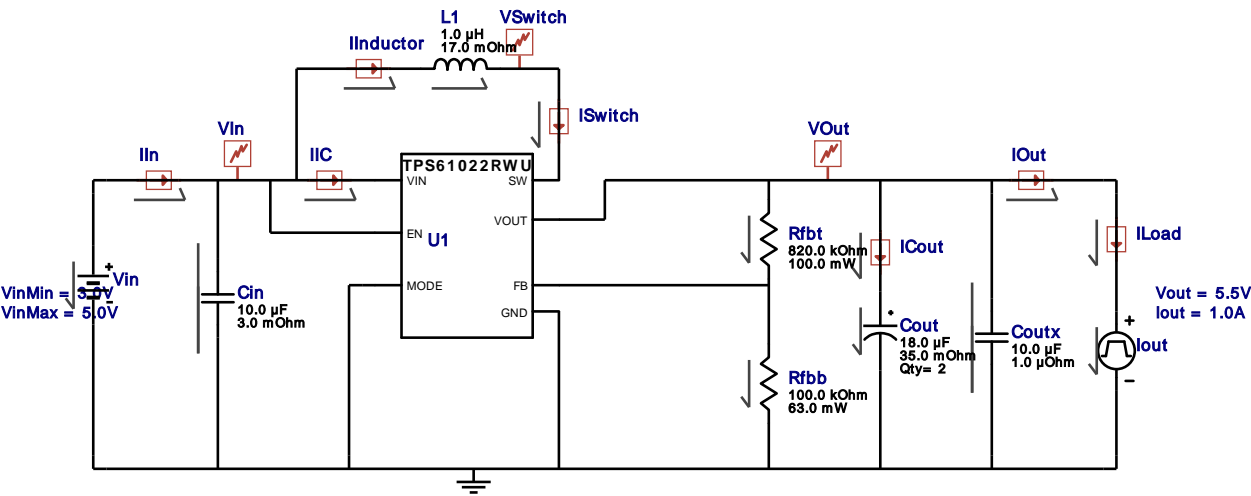 L1
1.0 µH
17.0 mOhm
VSwitch
IInductor
ISwitch
VIn
IIn
IIC
TPS61022RWU
VIN
SW
VOUT
EN
U1
MODE
FB
GND
VOut
IOut
Rfbt
820.0 kOhm
100.0 mW
ICout
ILoad
Vin
VinMin = 3.0V
VinMax = 5.0V
+
-
Cin
10.0 µF
3.0 mOhm
Cout
18.0 µF
35.0 mOhm
Qty= 2
Coutx
10.0 µF
1.0 µOhm
Vout = 5.5V
Iout = 1.0A
+
Iout
−
Rfbb
100.0 kOhm
63.0 mW